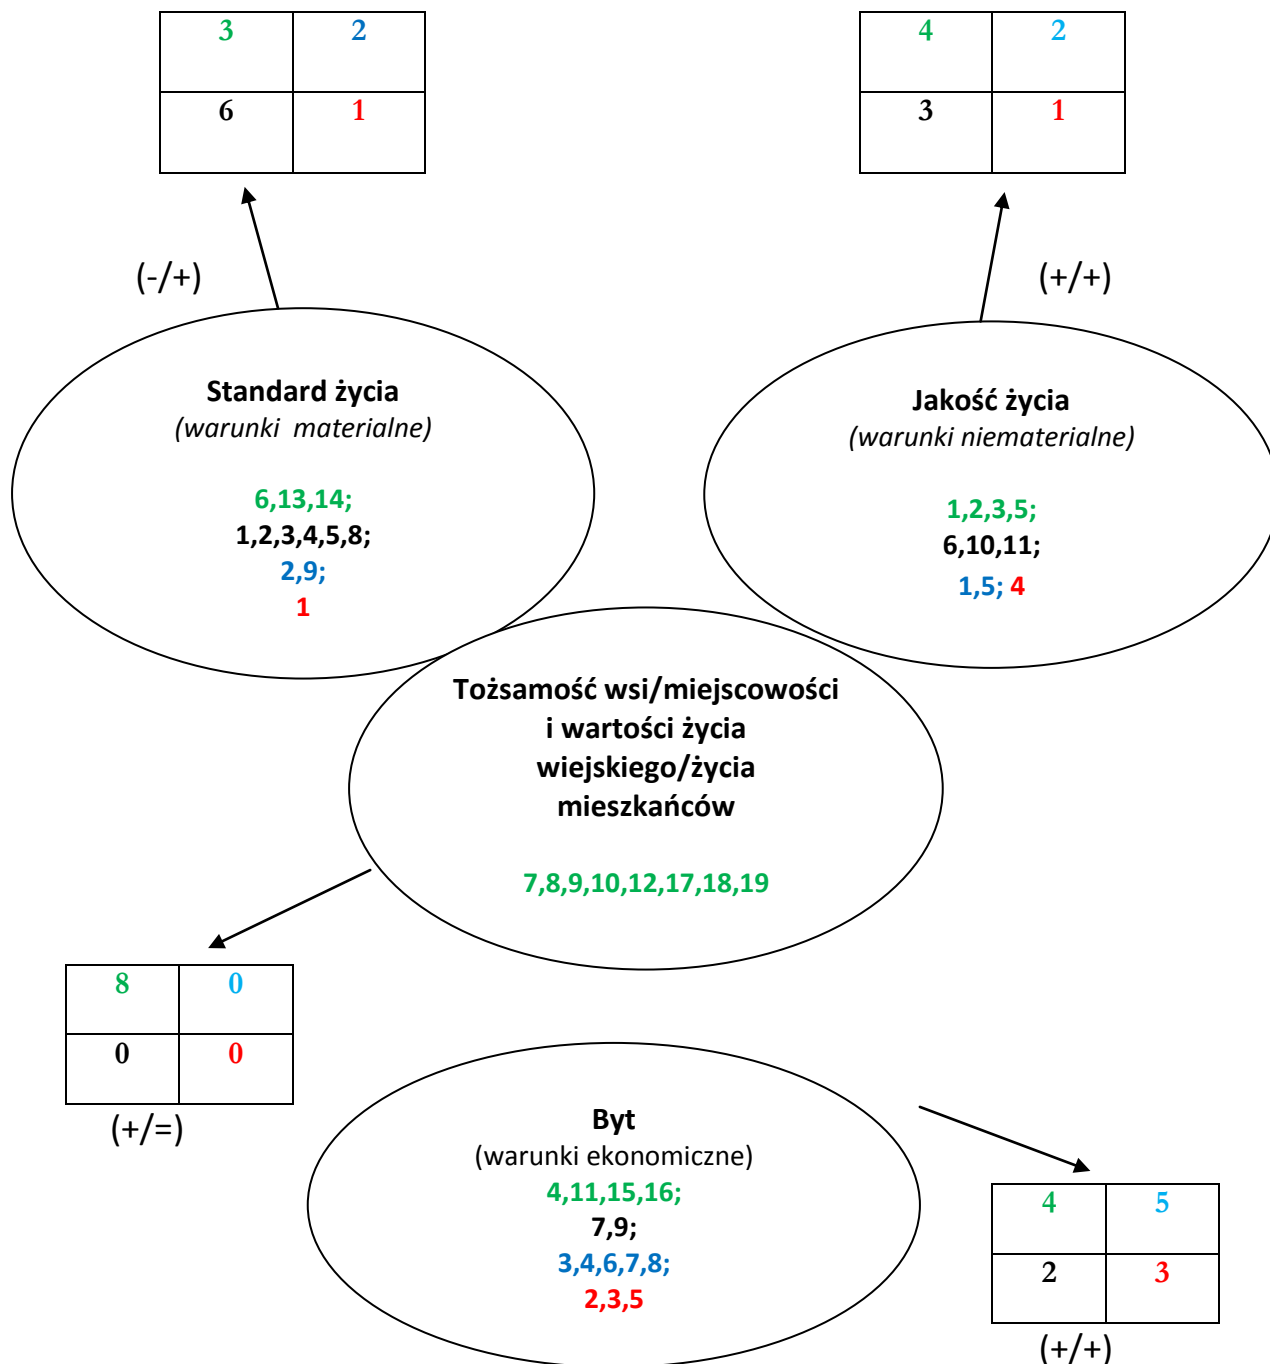 3 2
6 1
4 2
3 1
(-/+)
(+/+)
Standard życia
(warunki materialne)
6,13,14;
1,2,3,4,5,8;
2,9;
1
Jakość życia
(warunki niematerialne)
1,2,3,5;
6,10,11;
1,5; 4
Tożsamość wsi/miejscowości
i wartości życia
wiejskiego/życia
mieszkańców
7,8,9,10,12,17,18,19
8 0
0 0
(+/=)
Byt
(warunki ekonomiczne)
4,11,15,16;
7,9;
3,4,6,7,8;
2,3,5
4 5
2 3
(+/+)